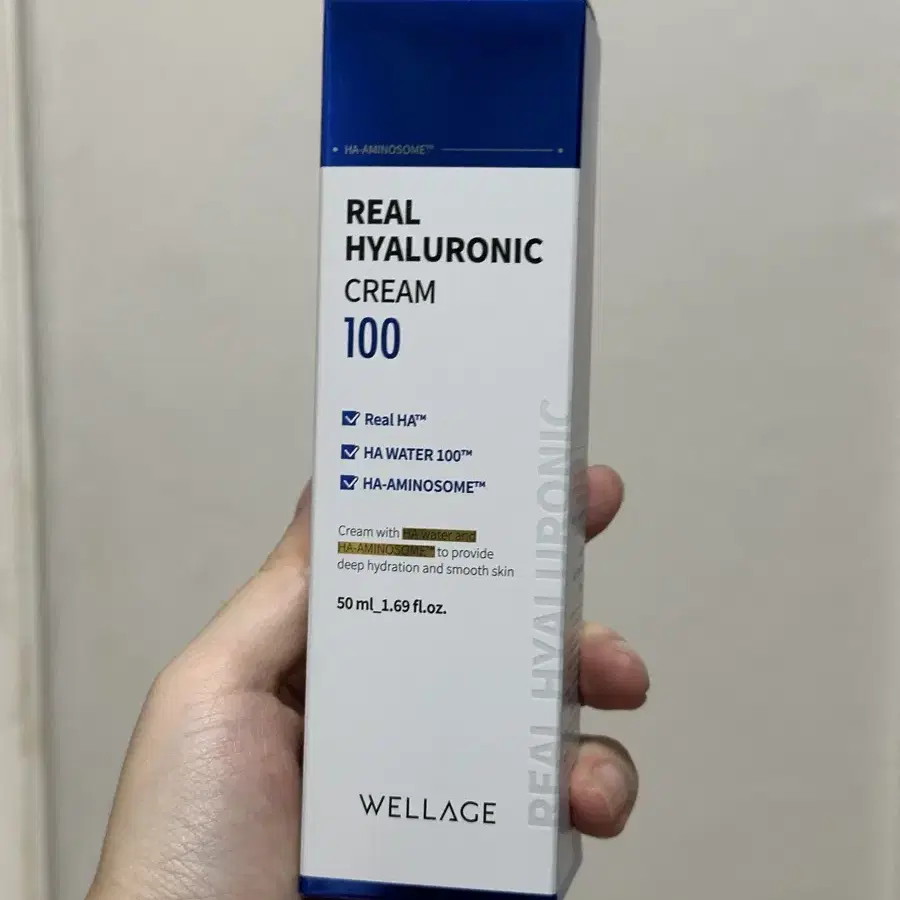 HA-AMINOSOME™
REAL
HYALURONIC
CREAM
100
Real HA™
HA WATER 100™
HA-AMINOSOME™
Cream with HA water and
HA-AMINOSOME™ to provide
deep hydration and smooth skin
50 ml_1.69 fl.oz.
WELLAGE
REAL HYALURONIC